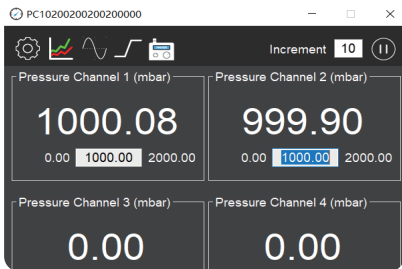 PC10200200200200000
Increment 10
Pressure Channel 1 (mbar)
1000.08
0.00 1000.00 2000.00
Pressure Channel 2 (mbar)
999.90
0.00 1000.00 2000.00
Pressure Channel 3 (mbar)
0.00
Pressure Channel 4 (mbar)
0.00